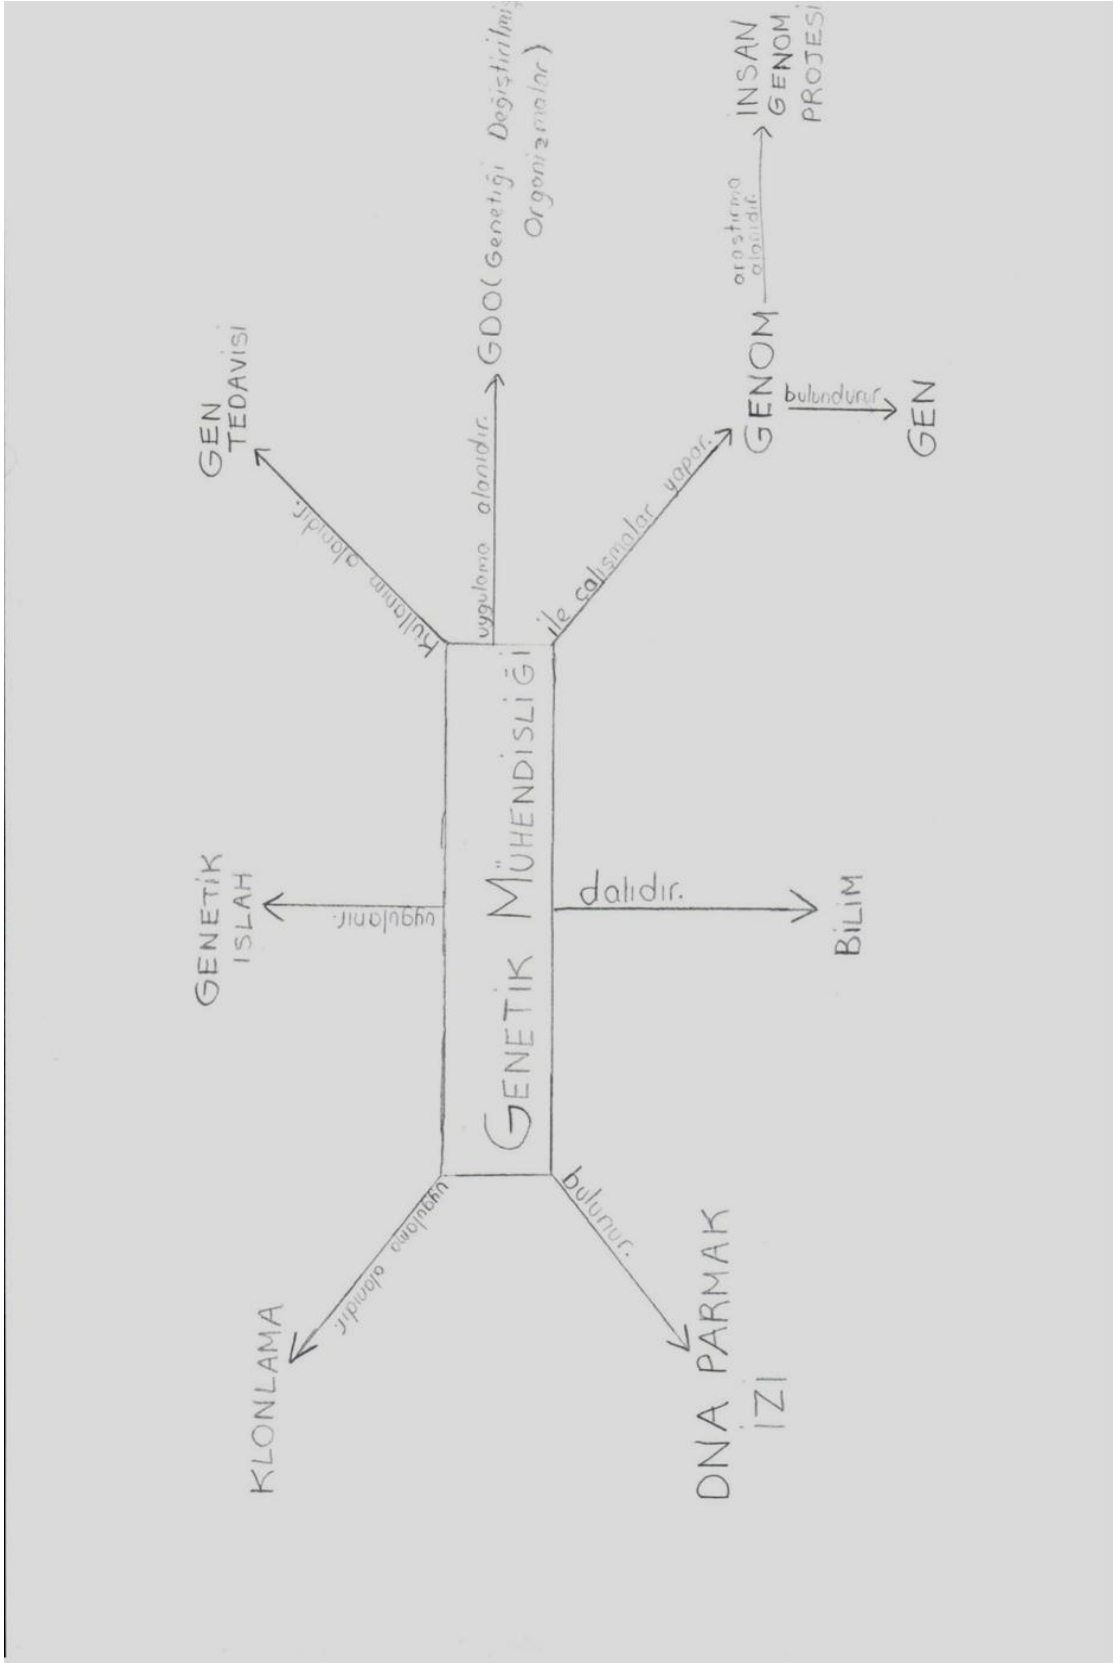 KLONLAMA
uygulama alanıdır.
GENETİK
ISLAH
uygulanır.
GEN
TEDAVİSİ
Kullanım alanıdır.
GENETİK MÜHENDİSLİĞİ
uygulama alanıdır.
GDO(Genetiği Değiştirilmiş
Organizmalar)
bulunur.
DNA PARMAK
İZİ
dalıdır.
BİLİM
ile çalışmalar yapar.
GENOM
araştırma
alanıdır.
İNSAN
GENOM
PROJESİ
bulundurur
GEN